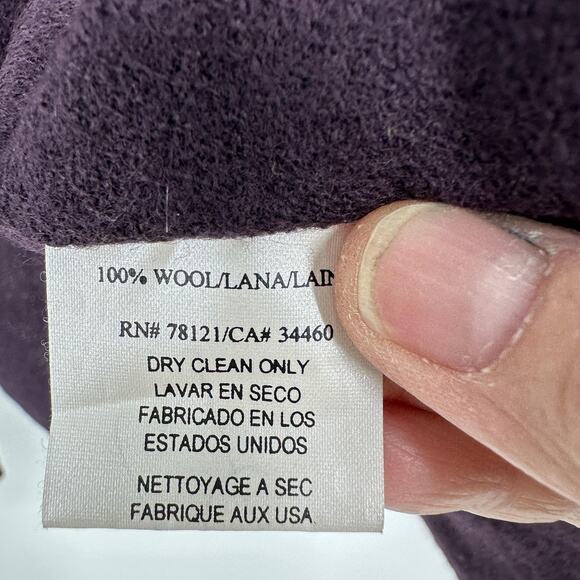 100% WOOL/LANA/LAIN
RN# 78121/CA# 34460
DRY CLEAN ONLY
LAVAR EN SECO
FABRICADO EN LOS
ESTADOS UNIDOS
NETTOYAGE A SEC
FABRIQUE AUX USA